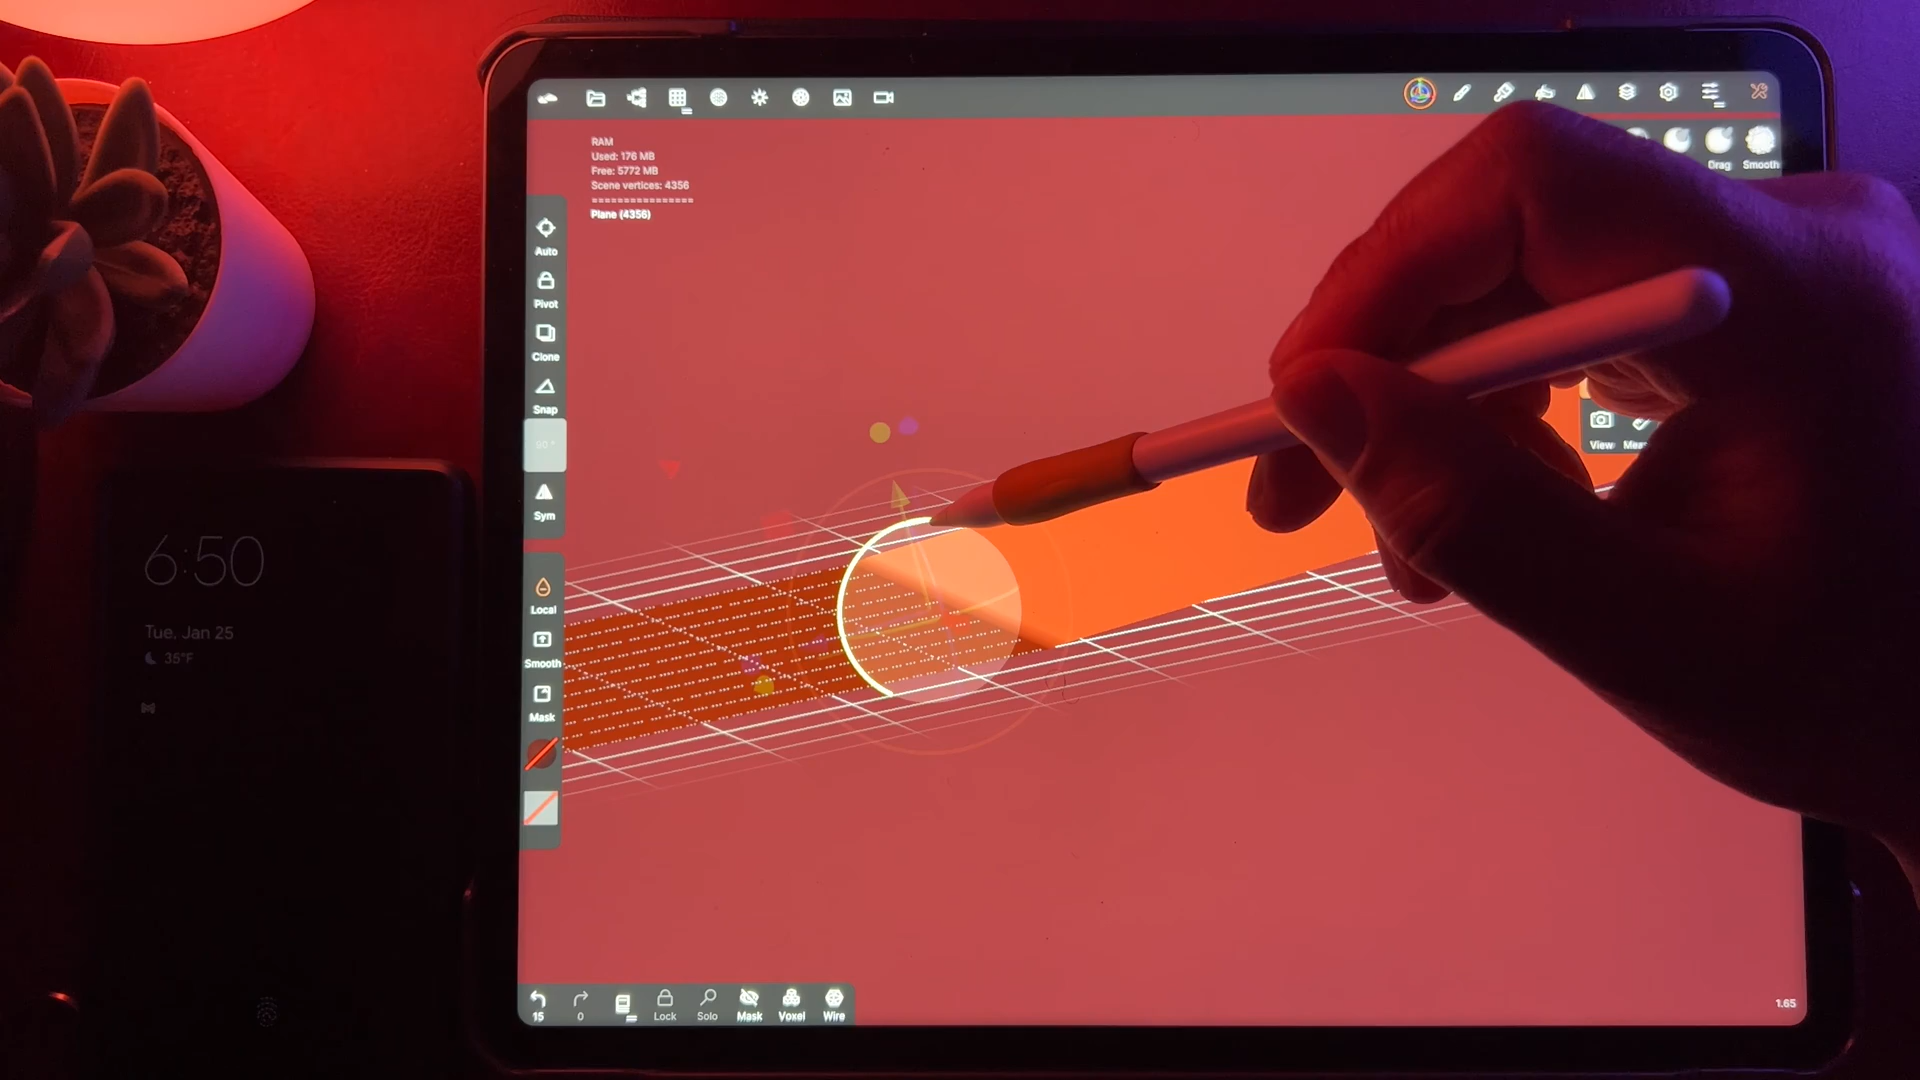 RAM
Used: 176 MB
Free: 5772 MB
Scene vertices: 4356
================
Plane (4356)
Drag
Smooth
Auto
Pivot
Clone
Snap
90 °
Sym
Local
Smooth
Mask
View
6:50
Tue, Jan 25
35°F
15
0
Lock
Solo
Mask
Voxel
Wire
1.65